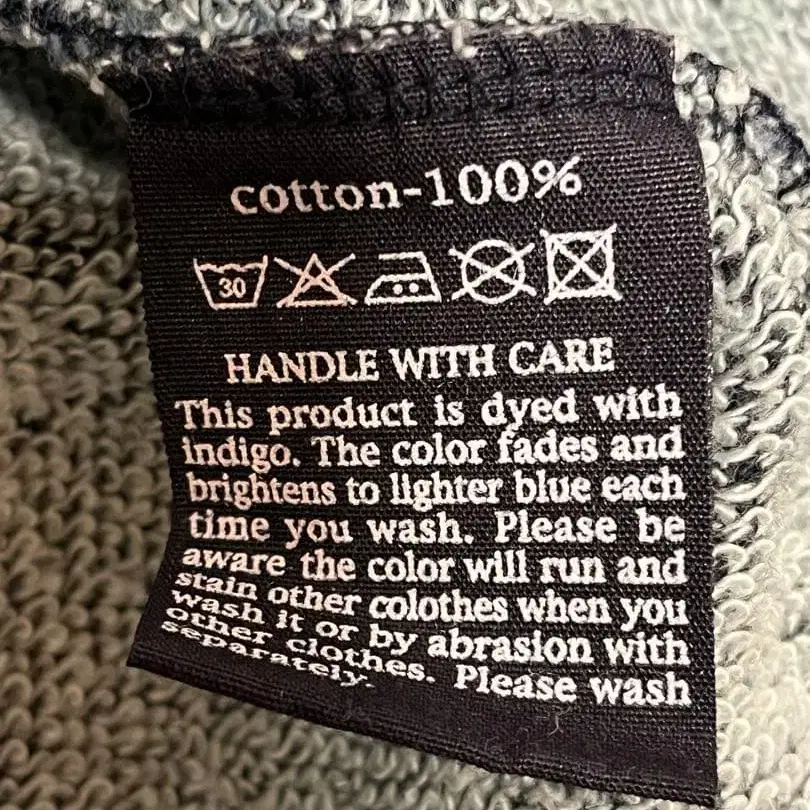 cotton-100%
30
HANDLE WITH CARE
This product is dyed with
indigo. The color fades and
brightens to lighter blue each
time you wash. Please be
aware the color will run and
stain other colothes when you
wash it or by abrasion with
other clothes. Please wash
separately.